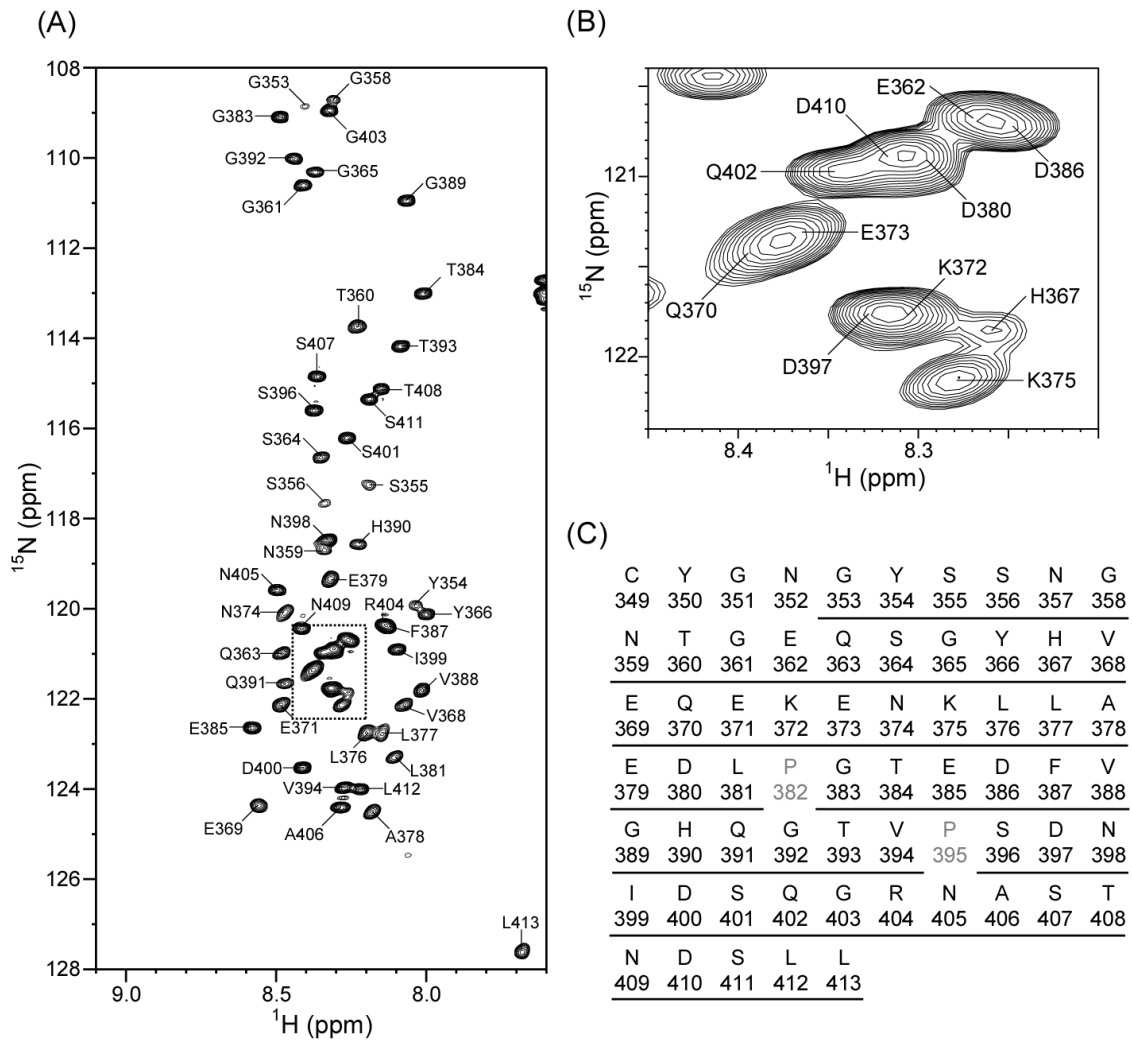 (A)
108
110
112
114
116
118
120
122
124
126
128
15N (ppm)
9.0
8.5
8.0
1H (ppm)
G353
G358
G383
G403
G392
G365
G361
G389
T384
T360
T393
S407
T408
S396
S411
S364
S401
S356
S355
N398
H390
N359
E379
N405
Y354
N374
N409
R404
Y366
F387
Q363
I399
Q391
V388
V368
E385
E371
L376
L377
L381
D400
V394
L412
E369
A406
A378
L413
(B)
E362
D410
Q402
D386
D380
E373
K372
H367
Q370
D397
K375
121
122
15N (ppm)
8.4
8.3
1H (ppm)
(C)
C Y G N G Y S S N G
349 350 351 352 353 354 355 356 357 358
N T G E Q S G Y H V
359 360 361 362 363 364 365 366 367 368
E Q E K E N K L L A
369 370 371 372 373 374 375 376 377 378
E D L P G T E D F V
379 380 381 382 383 384 385 386 387 388
G H Q G T V P S D N
389 390 391 392 393 394 395 396 397 398
I D S Q G R N A S T
399 400 401 402 403 404 405 406 407 408
N D S L L
409 410 411 412 413